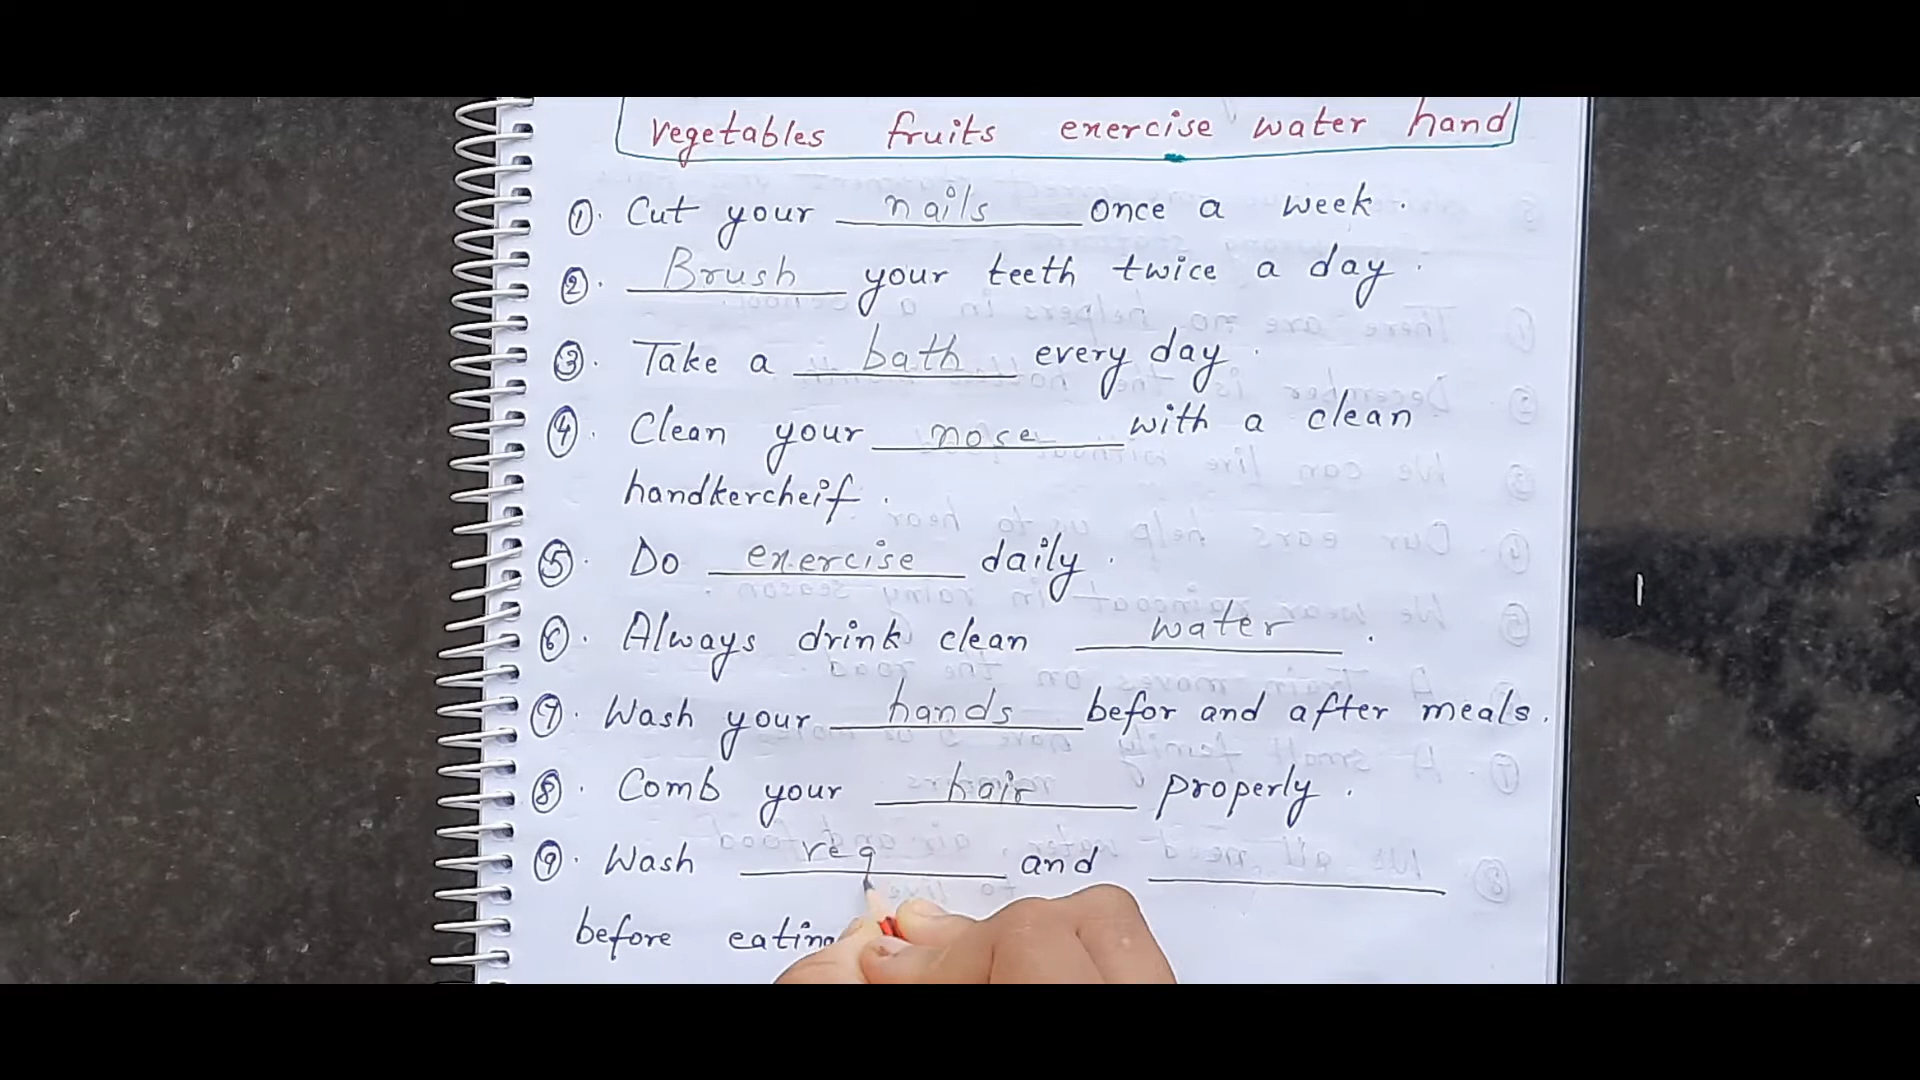 vegetables fruits exercise water hand
①. Cut your nails once a week.
②. Brush your teeth twice a day.
③. Take a bath every day.
④. Clean your nose with a clean
handkercheif.
⑤. Do exercise daily.
⑥. Always drink clean water.
⑦. Wash your hands befor and after meals.
⑧. Comb your hair properly.
⑨. Wash veg and
before eating